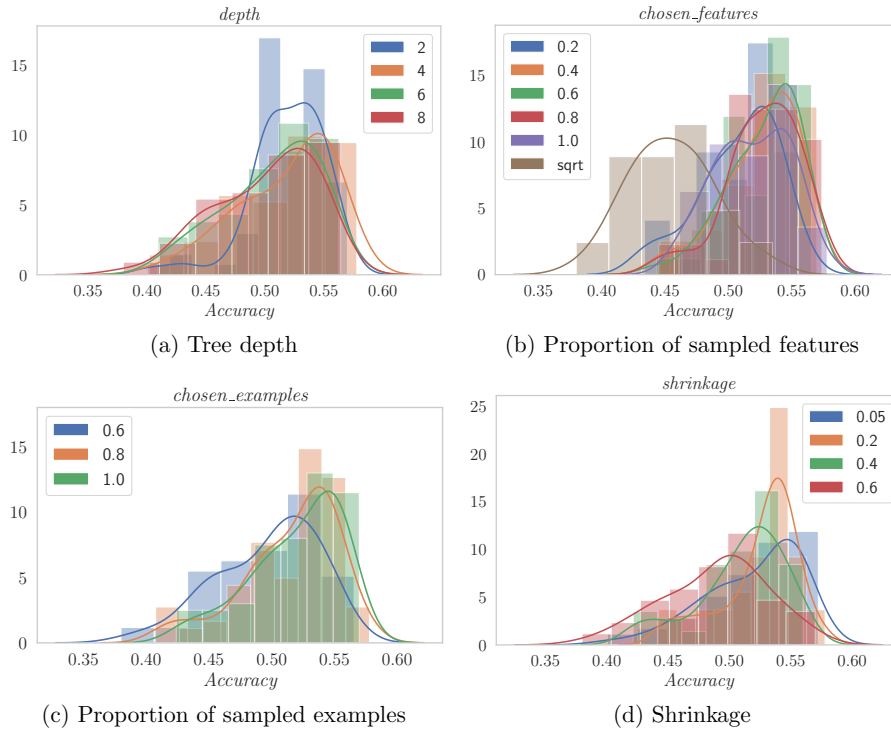 depth
15
10
5
0
2
4
6
8
0.35 0.40 0.45 0.50 0.55 0.60
Accuracy
(a) Tree depth
chosen_features
15
10
5
0
0.2
0.4
0.6
0.8
1.0
sqrt
0.35 0.40 0.45 0.50 0.55 0.60
Accuracy
(b) Proportion of sampled features
chosen_examples
15
10
5
0
0.6
0.8
1.0
0.35 0.40 0.45 0.50 0.55 0.60
Accuracy
(c) Proportion of sampled examples
shrinkage
25
20
15
10
5
0
0.05
0.2
0.4
0.6
0.35 0.40 0.45 0.50 0.55 0.60
Accuracy
(d) Shrinkage